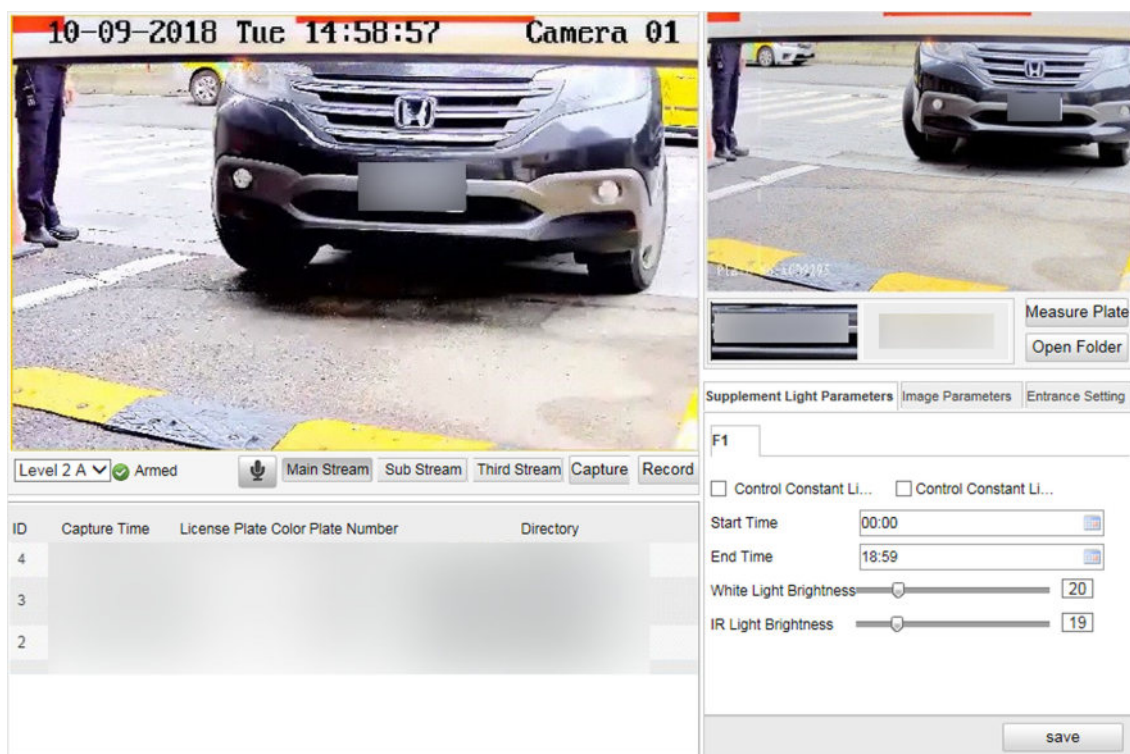 10-09-2018 Tue 14:58:57 Camera 01
Level 2 A Armed Main Stream Sub Stream Third Stream Capture Record
ID Capture Time License Plate Color Plate Number Directory
4
3
2
Measure Plate
Open Folder
Supplement Light Parameters Image Parameters Entrance Setting
F1
Control Constant Li... Control Constant Li...
Start Time 00:00
End Time 18:59
White Light Brightness 20
IR Light Brightness 19
save